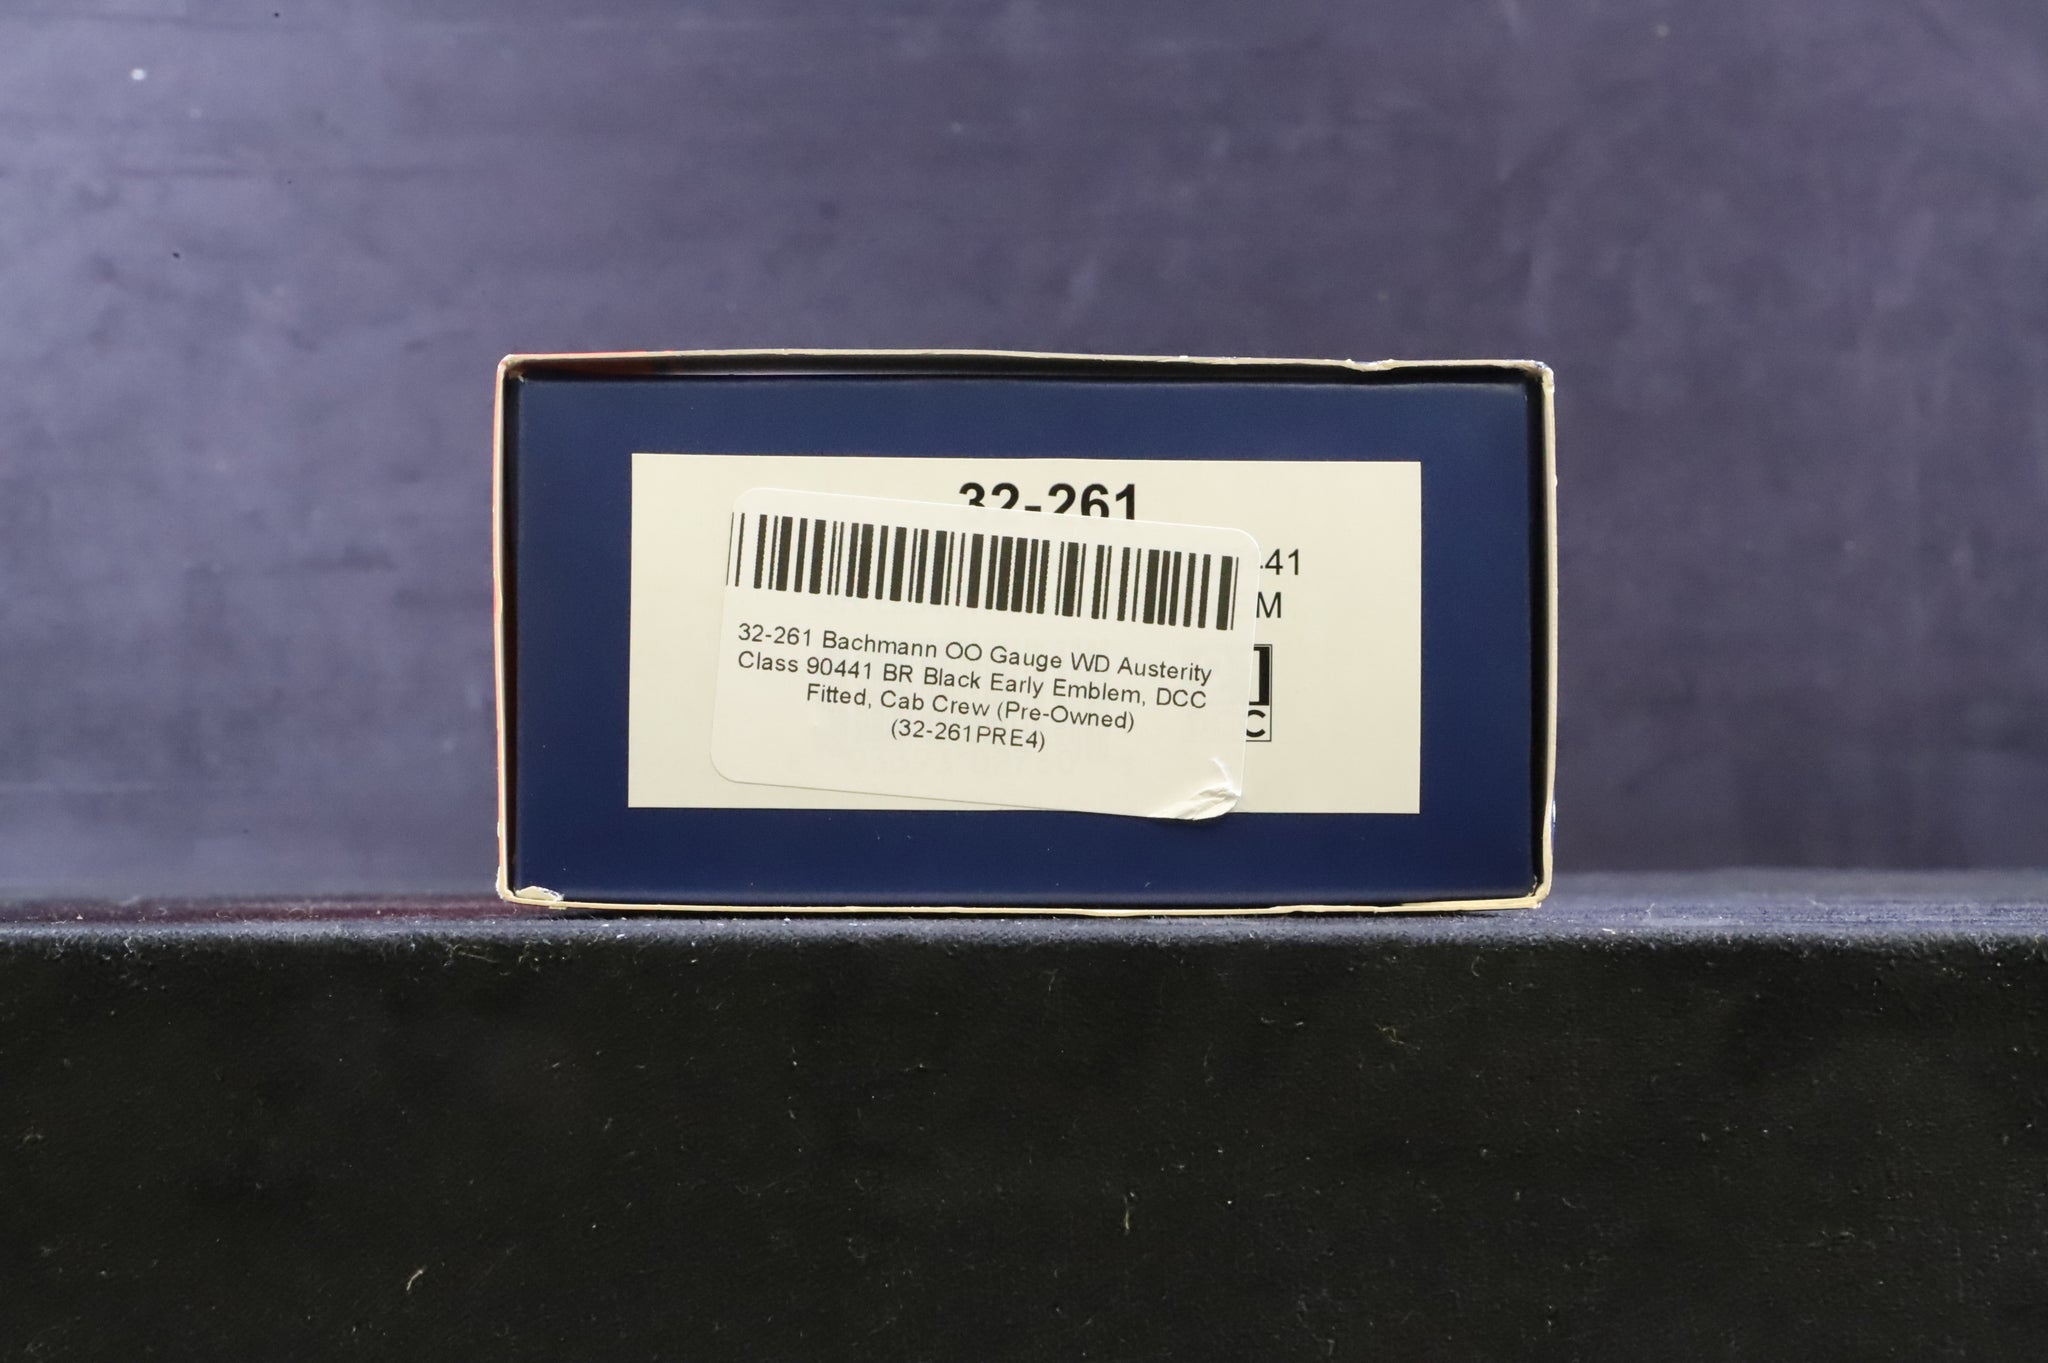 32-261
41
M
C
32-261 Bachmann OO Gauge WD Austerity
Class 90441 BR Black Early Emblem, DCC
Fitted, Cab Crew (Pre-Owned)
(32-261PRE4)